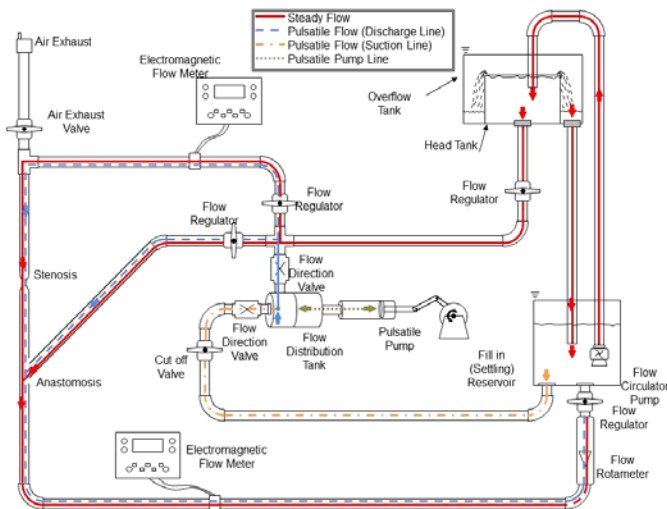 Steady Flow
Pulsatile Flow (Discharge Line)
Pulsatile Flow (Suction Line)
Pulsatile Pump Line
Air Exhaust
Electromagnetic
Flow Meter
Air Exhaust
Valve
Overflow
Tank
Head Tank
Flow
Regulator
Flow
Regulator
Flow
Regulator
Stenosis
Flow
Direction
Valve
Flow
Direction
Valve
Flow
Distribution
Tank
Pulsatile
Pump
Cut off
Valve
Fill in
(Settling)
Reservoir
Anastomosis
Flow
Circulator
Pump
Flow
Regulator
Electromagnetic
Flow Meter
Flow
Rotameter